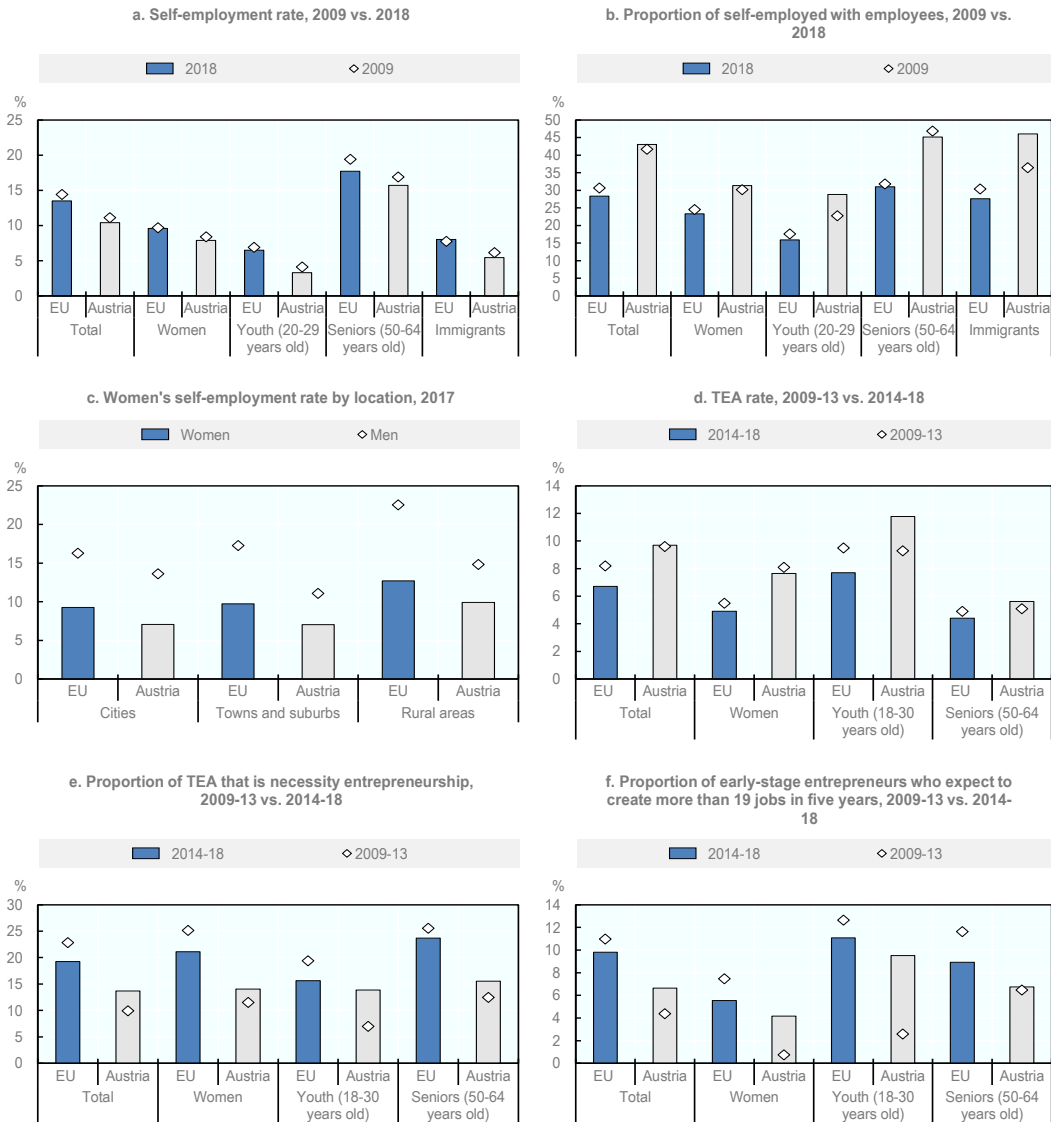 a. Self-employment rate, 2009 vs. 2018
2018
2009
%
25
20
15
10
5
0
EU Austria EU Austria EU Austria EU Austria EU Austria
Total Women Youth (20-29 Seniors (50-64 Immigrants
years old) years old)
b. Proportion of self-employed with employees, 2009 vs.
2018
2018
2009
%
50
45
40
35
30
25
20
15
10
5
0
EU Austria EU Austria EU Austria EU Austria EU Austria
Total Women Youth (20-29 Seniors (50-64 Immigrants
years old) years old)
c. Women's self-employment rate by location, 2017
Women
Men
%
25
20
15
10
5
0
EU Austria EU Austria EU Austria
Cities Towns and suburbs Rural areas
d. TEA rate, 2009-13 vs. 2014-18
2014-18
2009-13
%
14
12
10
8
6
4
2
0
EU Austria EU Austria EU Austria EU Austria
Total Women Youth (18-30 Seniors (50-64
years old) years old)
e. Proportion of TEA that is necessity entrepreneurship,
2009-13 vs. 2014-18
2014-18
2009-13
%
30
25
20
15
10
5
0
EU Austria EU Austria EU Austria EU Austria
Total Women Youth (18-30 Seniors (50-64
years old) years old)
f. Proportion of early-stage entrepreneurs who expect to
create more than 19 jobs in five years, 2009-13 vs. 2014-
18
2014-18
2009-13
%
14
12
10
8
6
4
2
0
EU Austria EU Austria EU Austria EU Austria
Total Women Youth (18-30 Seniors (50-64
years old) years old)